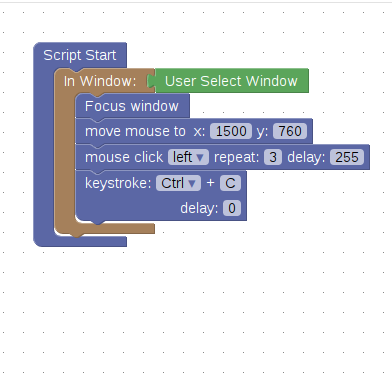 Script Start
In Window: User Select Window
Focus window
move mouse to x: 1500 y: 760
mouse click left ▾ repeat: 3 delay: 255
keystroke: Ctrl ▾ + C
delay: 0